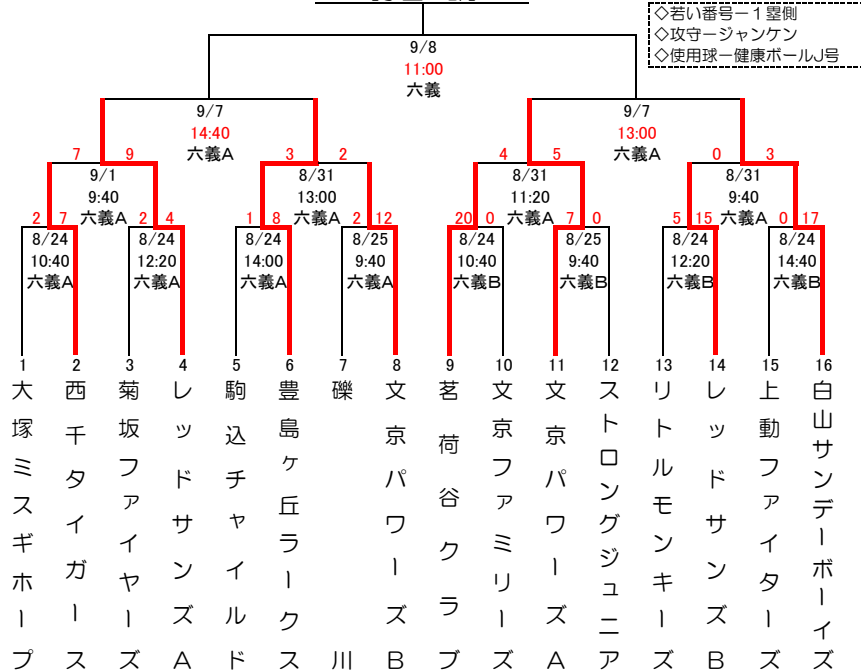 ◇若い番号－１塁側
◇攻守－ジャンケン
◇使用球－健康ボールJ号
9/8
11:00
六義
9/7
14:40
六義A
9/7
13:00
六義A
7 9
3 2
4 5
0 3
9/1
9:40
六義A
8/31
13:00
六義A
8/31
11:20
六義A
8/31
9:40
六義A
2 7
2 4
1 8
2 12
20 0
7 0
5 15
0 17
8/24
10:40
六義A
8/24
12:20
六義A
8/24
14:00
六義A
8/25
9:40
六義A
8/24
10:40
六義B
8/25
9:40
六義B
8/24
12:20
六義B
8/24
14:40
六義B
1 2 3 4 5 6 7 8 9 10 11 12 13 14 15 16
大塚ミスギホープ
西千タイガース
菊坂ファイヤーズ
レッドサンズA
駒込チャイルド
豊島ヶ丘ラークス
礫川
文京パワーズB
茗荷谷クラブ
文京ファミリーズ
文京パワーズA
ストロングジュニア
リトルモンキーズ
レッドサンズB
上動ファイターズ
白山サンデーボーイズ